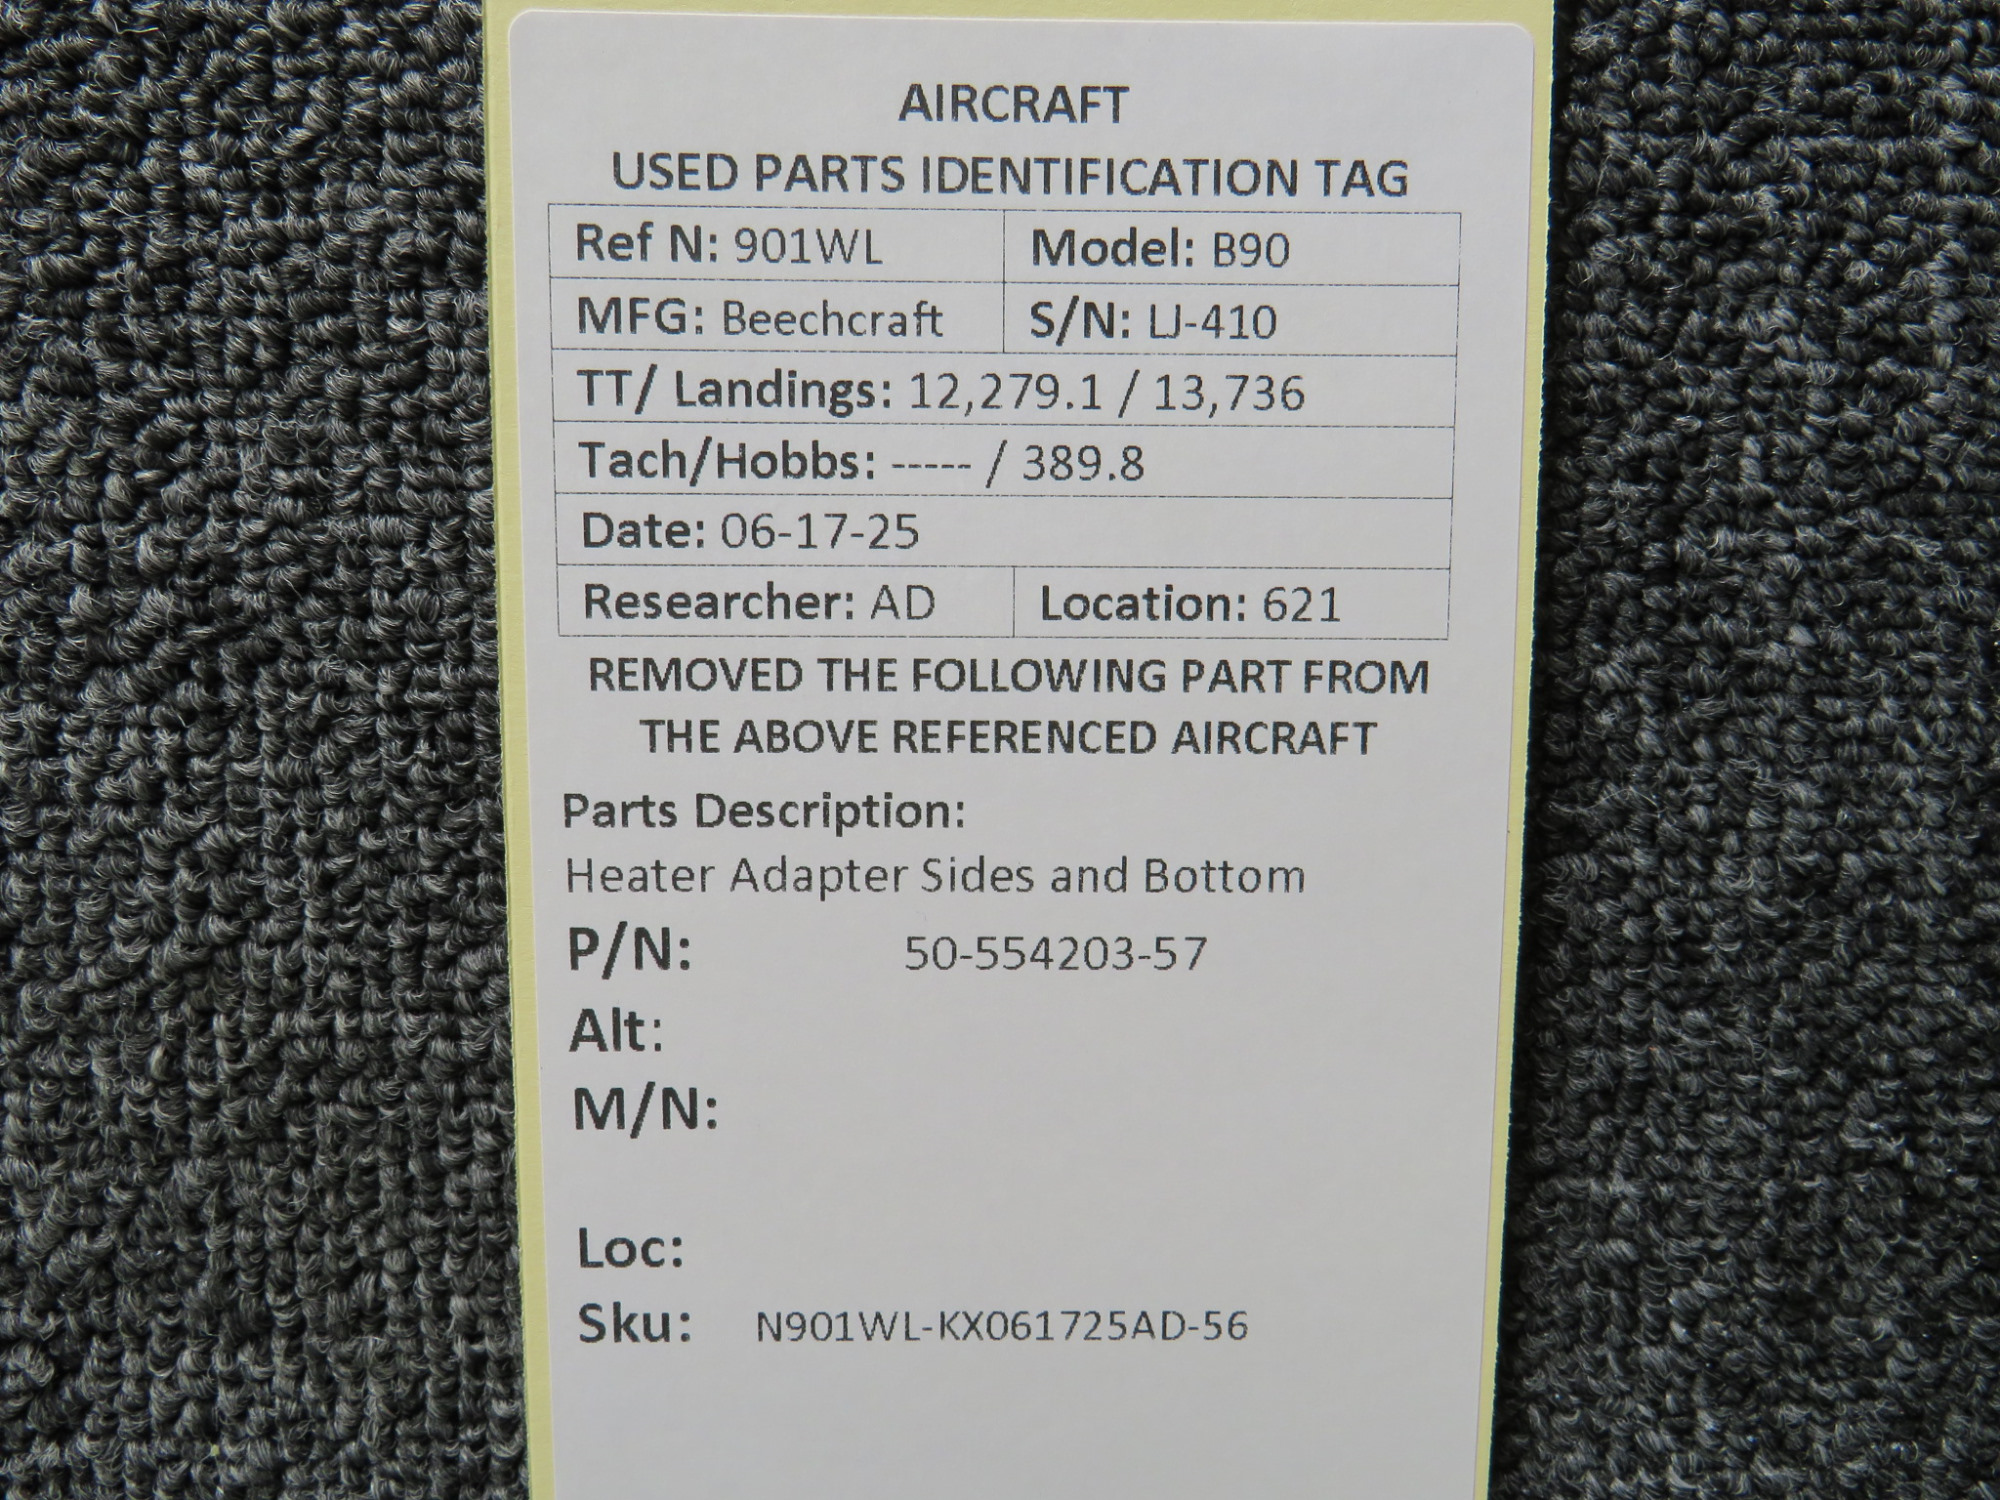 AIRCRAFT
USED PARTS IDENTIFICATION TAG
Ref N: 901WL Model: B90
MFG: Beechcraft S/N: LJ-410
TT/ Landings: 12,279.1 / 13,736
Tach/Hobbs: ----- / 389.8
Date: 06-17-25
Researcher: AD Location: 621
REMOVED THE FOLLOWING PART FROM
THE ABOVE REFERENCED AIRCRAFT
Parts Description:
Heater Adapter Sides and Bottom
P/N: 50-554203-57
Alt:
M/N:
Loc:
Sku: N901WL-KX061725AD-56